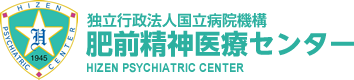 HIZEN
PSYCHIATRIC
CENTER
H
1945
独立行政法人国立病院機構
肥前精神医療センター
HIZEN PSYCHIATRIC CENTER